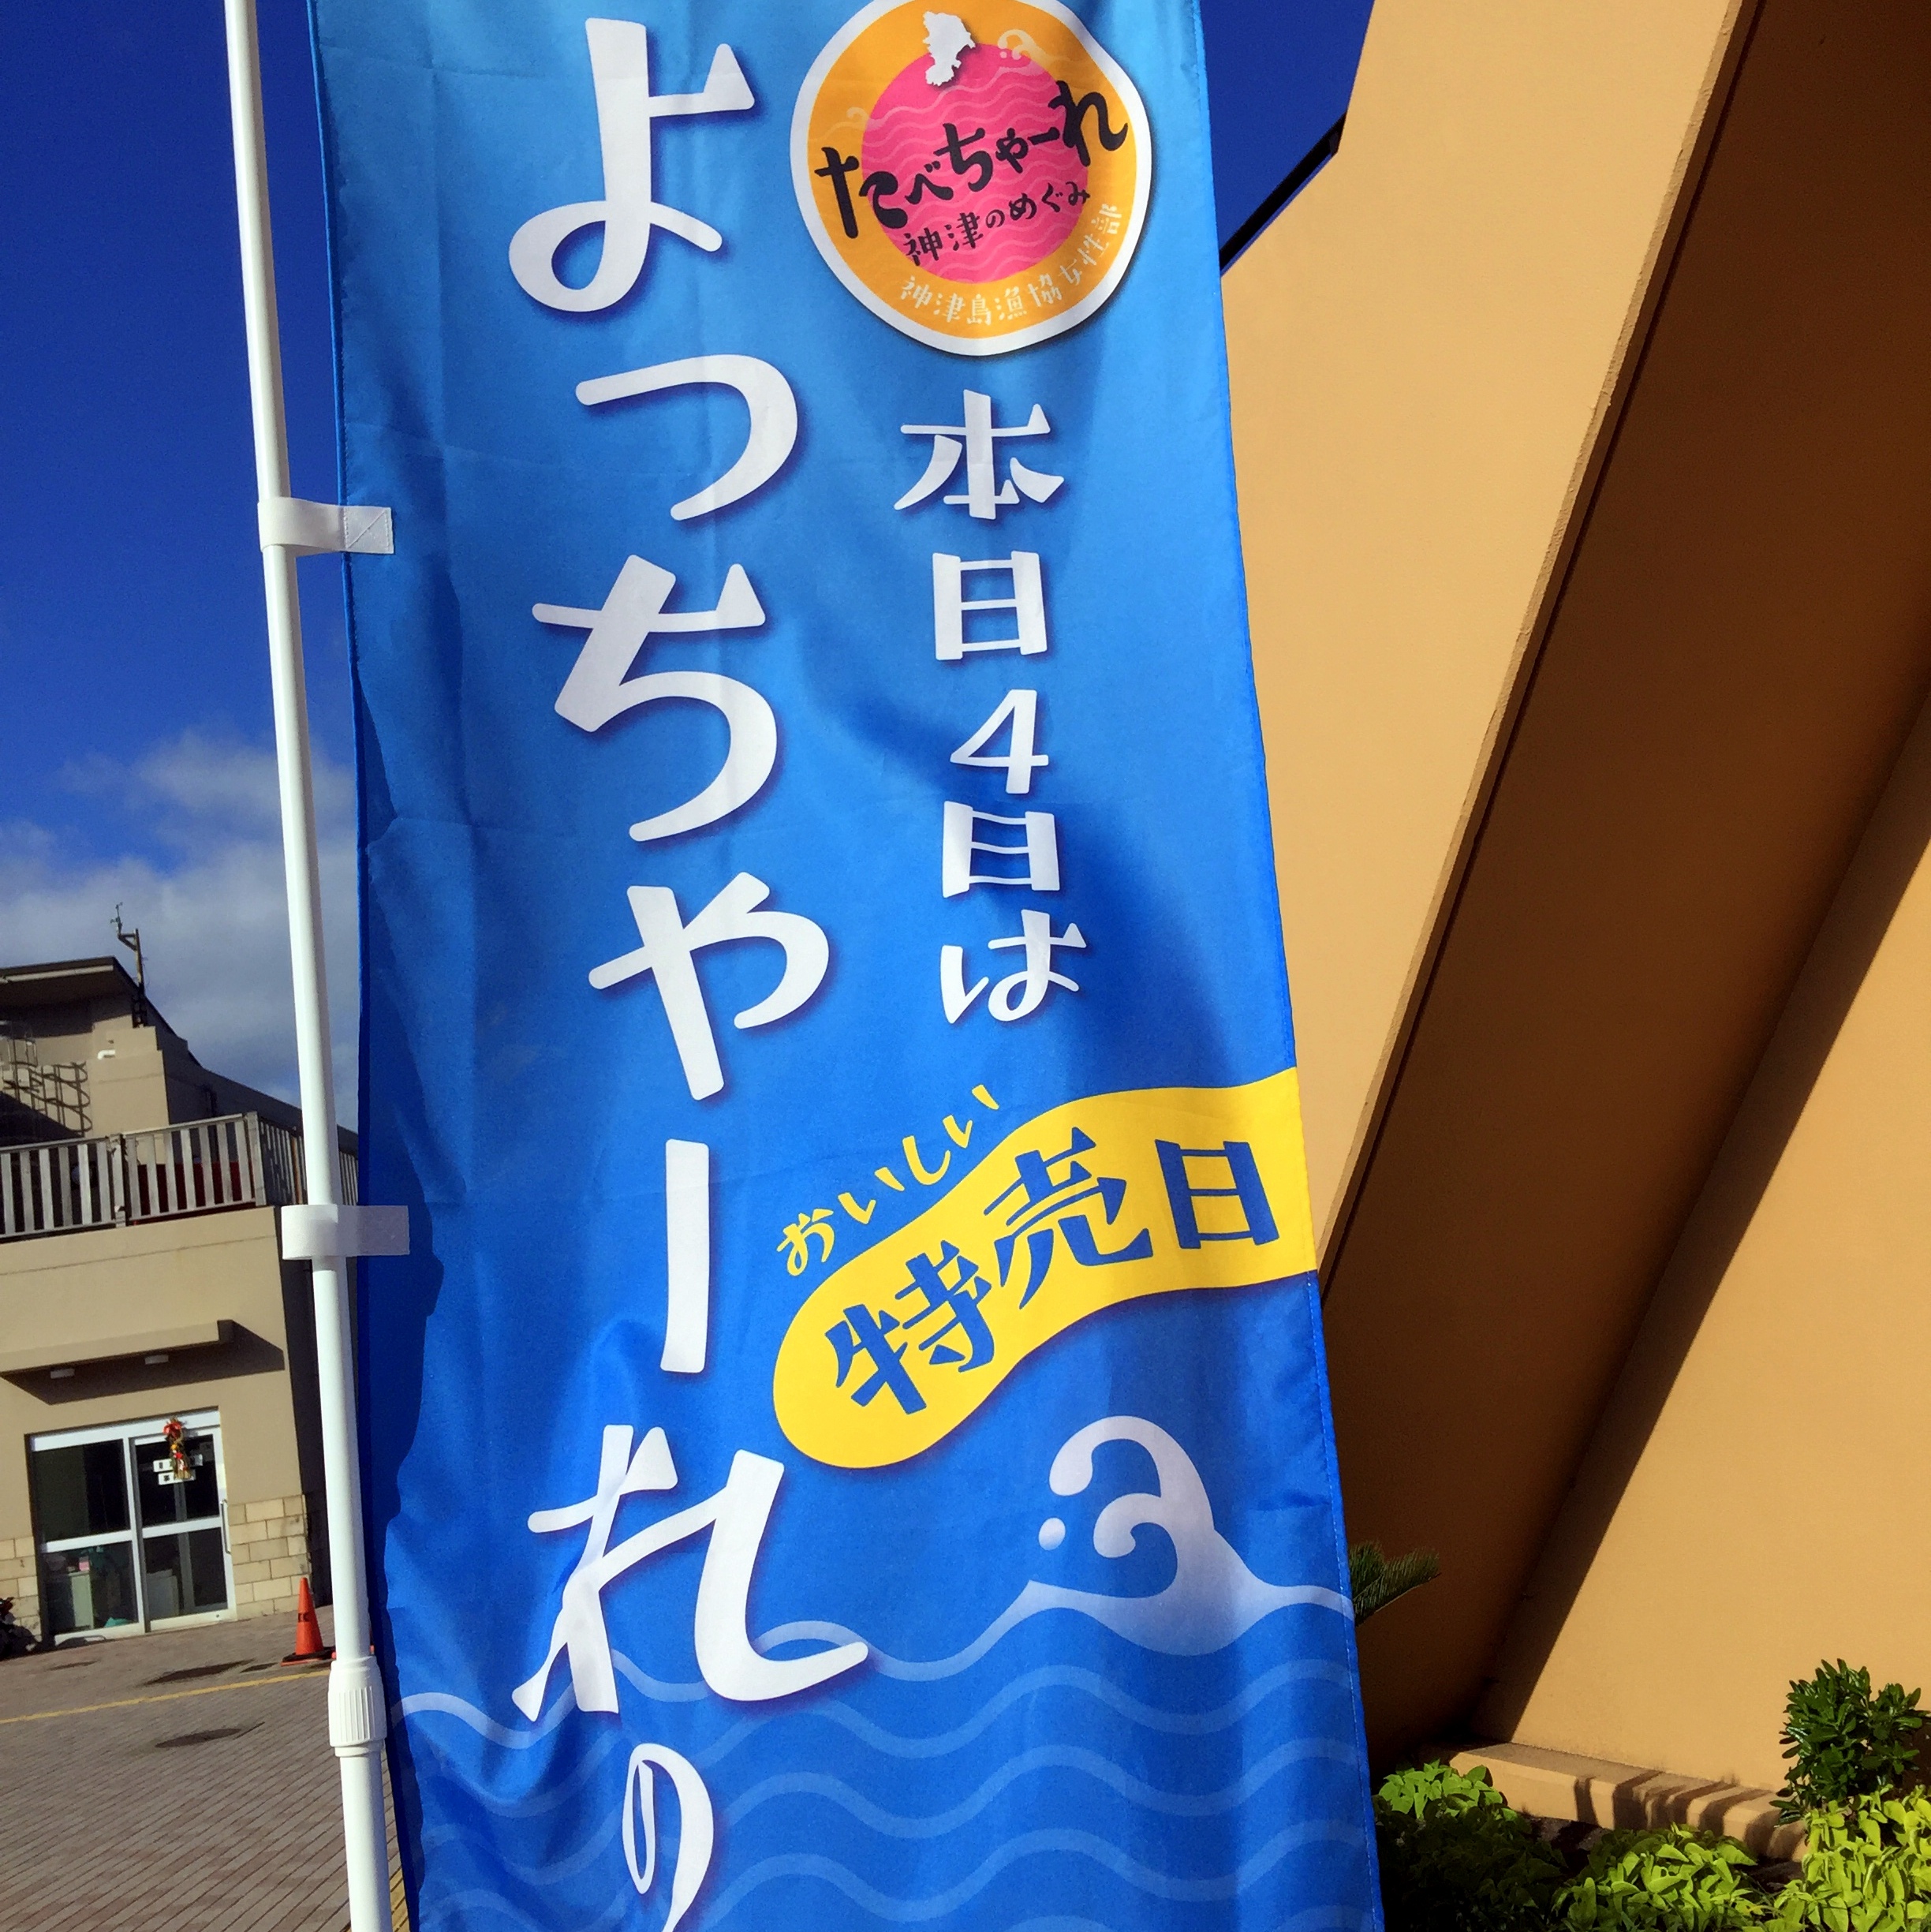 たべちゃーれ
神津のめぐみ
神津島漁協女性部
本日4日は
おいしい
特売日
よっちゃーれの